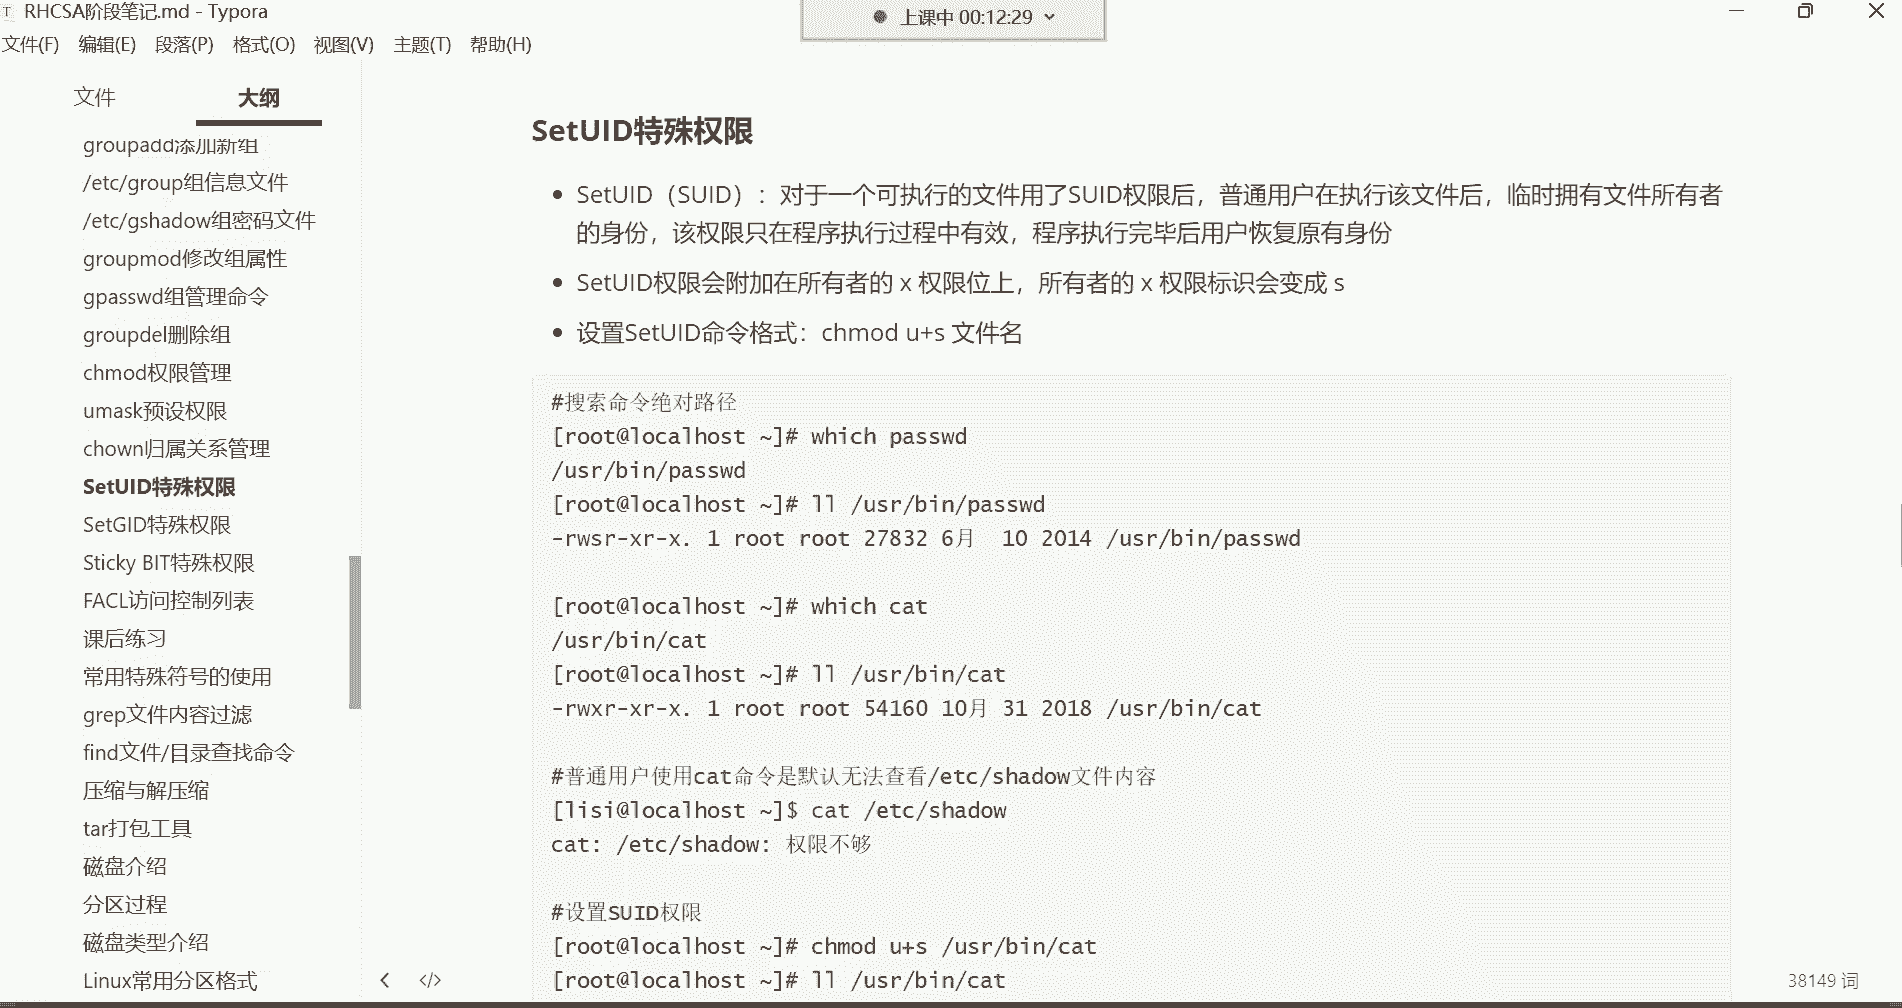 RHCSA阶段笔记.md - Typora
上课中 00:12:29
文件(F) 编辑(E) 段落(P) 格式(O) 视图(V) 主题(T) 帮助(H)
文件 大纲
groupadd添加新组
/etc/group组信息文件
/etc/gshadow组密码文件
groupmod修改组属性
gpasswd组管理命令
groupdel删除组
chmod权限管理
umask预设权限
chown归属关系管理
SetUID特殊权限
SetGID特殊权限
Sticky BIT特殊权限
FACL访问控制列表
课后练习
常用特殊符号的使用
grep文件内容过滤
find文件/目录查找命令
压缩与解压缩
tar打包工具
磁盘介绍
分区过程
磁盘类型介绍
Linux常用分区格式
SetUID特殊权限
SetUID（SUID）：对于一个可执行的文件用了SUID权限后，普通用户在执行该文件后，临时拥有文件所有者
的身份，该权限只在程序执行过程中有效，程序执行完毕后用户恢复原有身份
SetUID权限会附加在所有者的 x 权限位上，所有者的 x 权限标识会变成 s
设置SetUID命令格式：chmod u+s 文件名
#搜索命令绝对路径
[root@localhost ~]# which passwd
/usr/bin/passwd
[root@localhost ~]# ll /usr/bin/passwd
-rwsr-xr-x. 1 root root 27832 6月  10 2014 /usr/bin/passwd
[root@localhost ~]# which cat
/usr/bin/cat
[root@localhost ~]# ll /usr/bin/cat
-rwxr-xr-x. 1 root root 54160 10月 31 2018 /usr/bin/cat
#普通用户使用cat命令是默认无法查看/etc/shadow文件内容
[lisi@localhost ~]$ cat /etc/shadow
cat: /etc/shadow: 权限不够
#设置SUID权限
[root@localhost ~]# chmod u+s /usr/bin/cat
[root@localhost ~]# ll /usr/bin/cat
38149 词